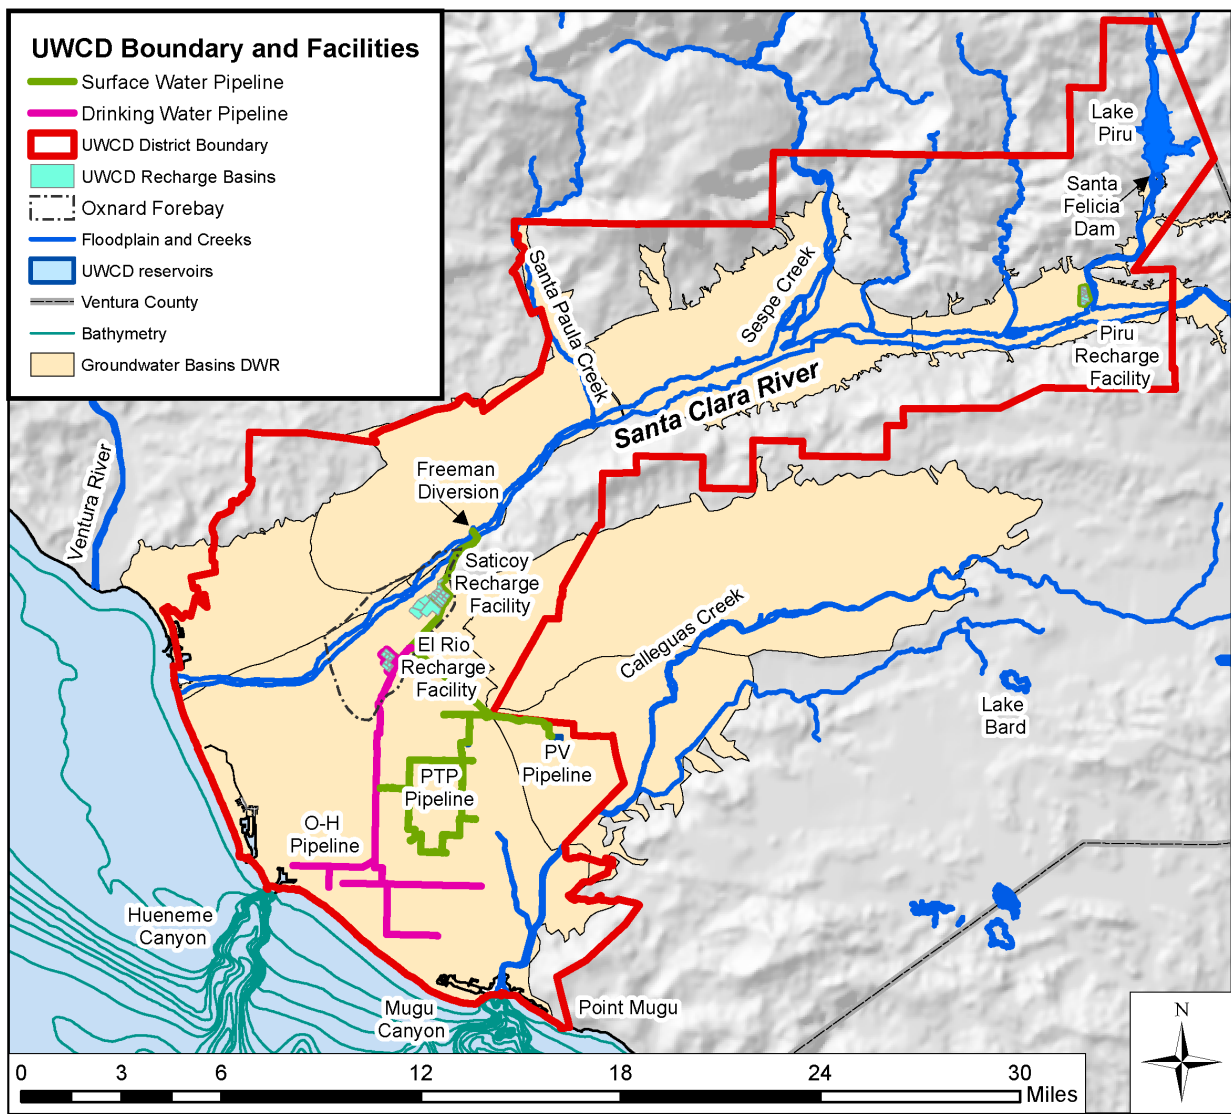 UWCD Boundary and Facilities
Surface Water Pipeline
Drinking Water Pipeline
UWCD District Boundary
UWCD Recharge Basins
Oxnard Forebay
Floodplain and Creeks
UWCD reservoirs
Ventura County
Bathymetry
Groundwater Basins DWR
Lake
Piru
Santa
Felicia
Dam
Santa Paula Creek
Sespe Creek
Piru
Recharge
Facility
Santa Clara River
Ventura River
Freeman
Diversion
Saticoy
Recharge
Facility
El Rio
Recharge
Facility
Calleguas Creek
Lake
Bard
PV
Pipeline
PTP
Pipeline
O-H
Pipeline
Hueneme
Canyon
Mugu
Canyon
Point Mugu
N
0 3 6 12 18 24 30
Miles